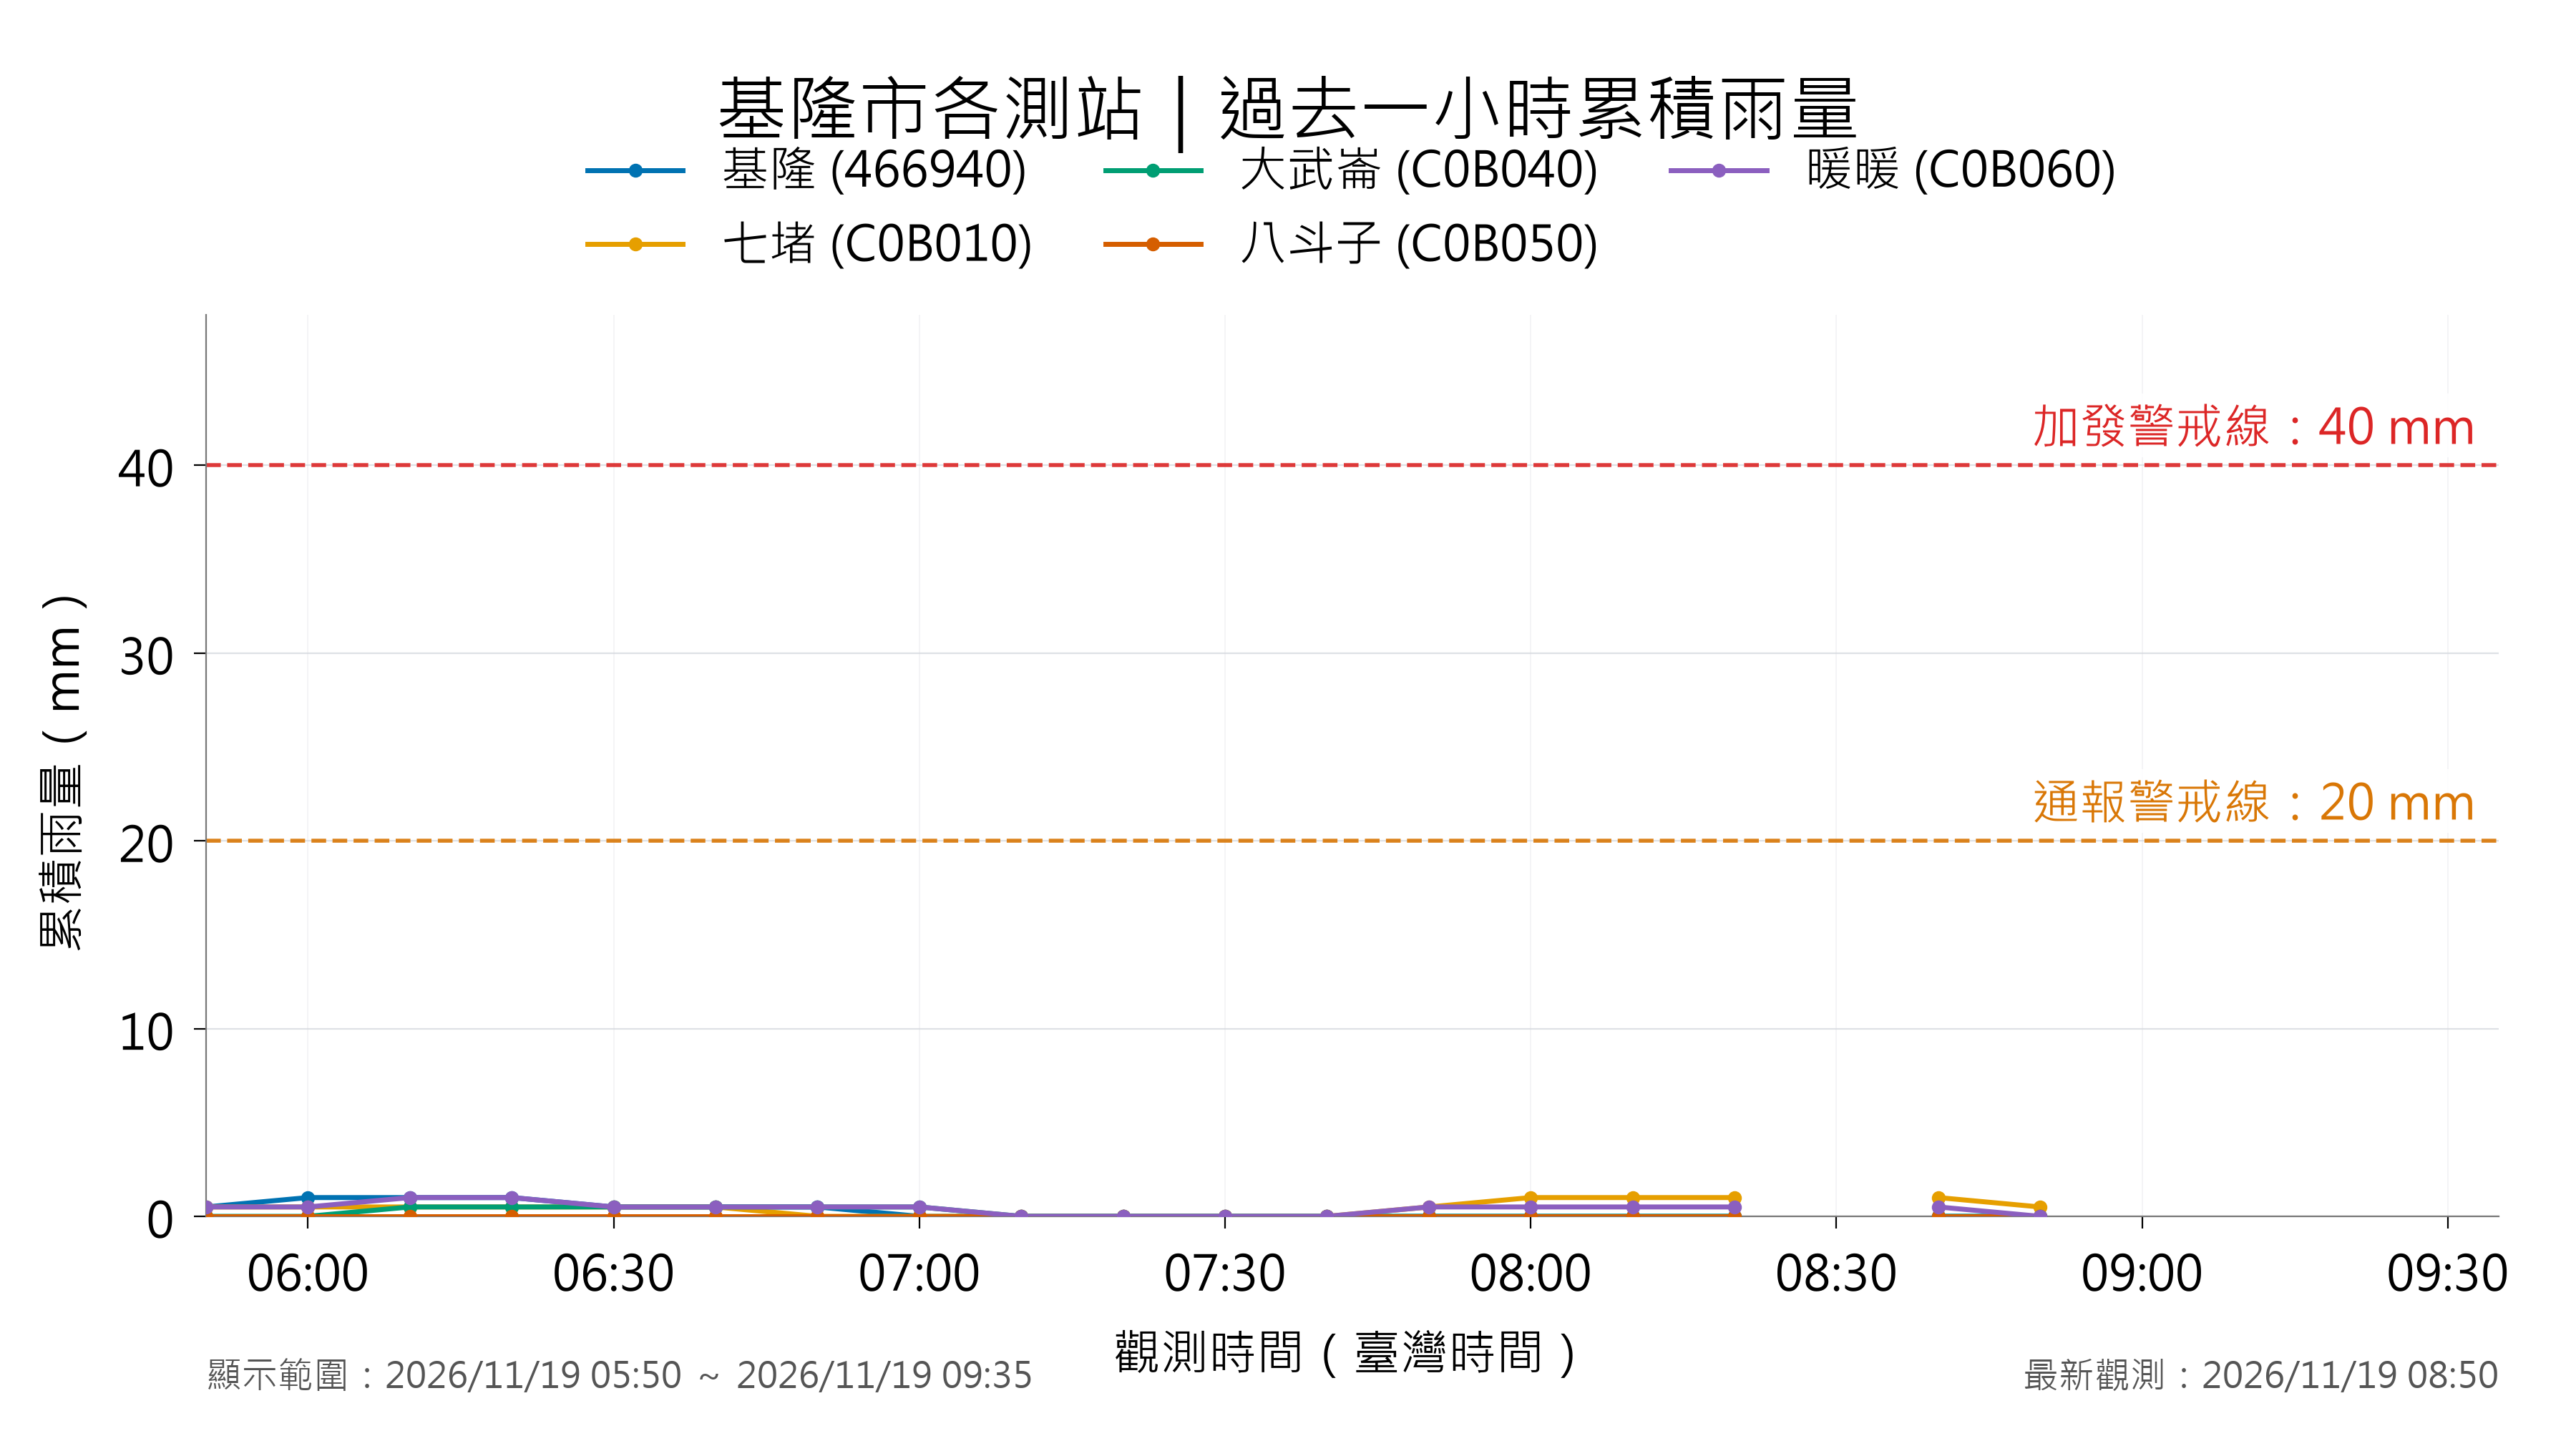 基隆市各測站｜過去一小時累積雨量
基隆 (466940)
大武崙 (C0B040)
暖暖 (C0B060)
七堵 (C0B010)
八斗子 (C0B050)
累積雨量（mm）
40
30
20
10
0
加發警戒線：40 mm
通報警戒線：20 mm
06:00 06:30 07:00 07:30 08:00 08:30 09:00 09:30
觀測時間（臺灣時間）
顯示範圍：2026/11/19 05:50 ~ 2026/11/19 09:35
最新觀測：2026/11/19 08:50